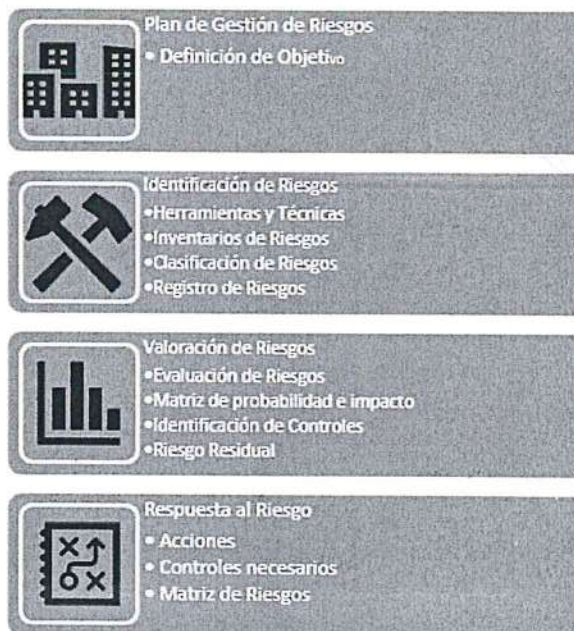 Plan de Gestión de Riesgos
• Definición de Objetivo
Identificación de Riesgos
•Herramientas y Técnicas
•Inventarios de Riesgos
•Clasificación de Riesgos
•Registro de Riesgos
Valoración de Riesgos
•Evaluación de Riesgos
•Matriz de probabilidad e impacto
•Identificación de Controles
•Riesgo Residual
Respuesta al Riesgo
• Acciones
• Controles necesarios
• Matriz de Riesgos